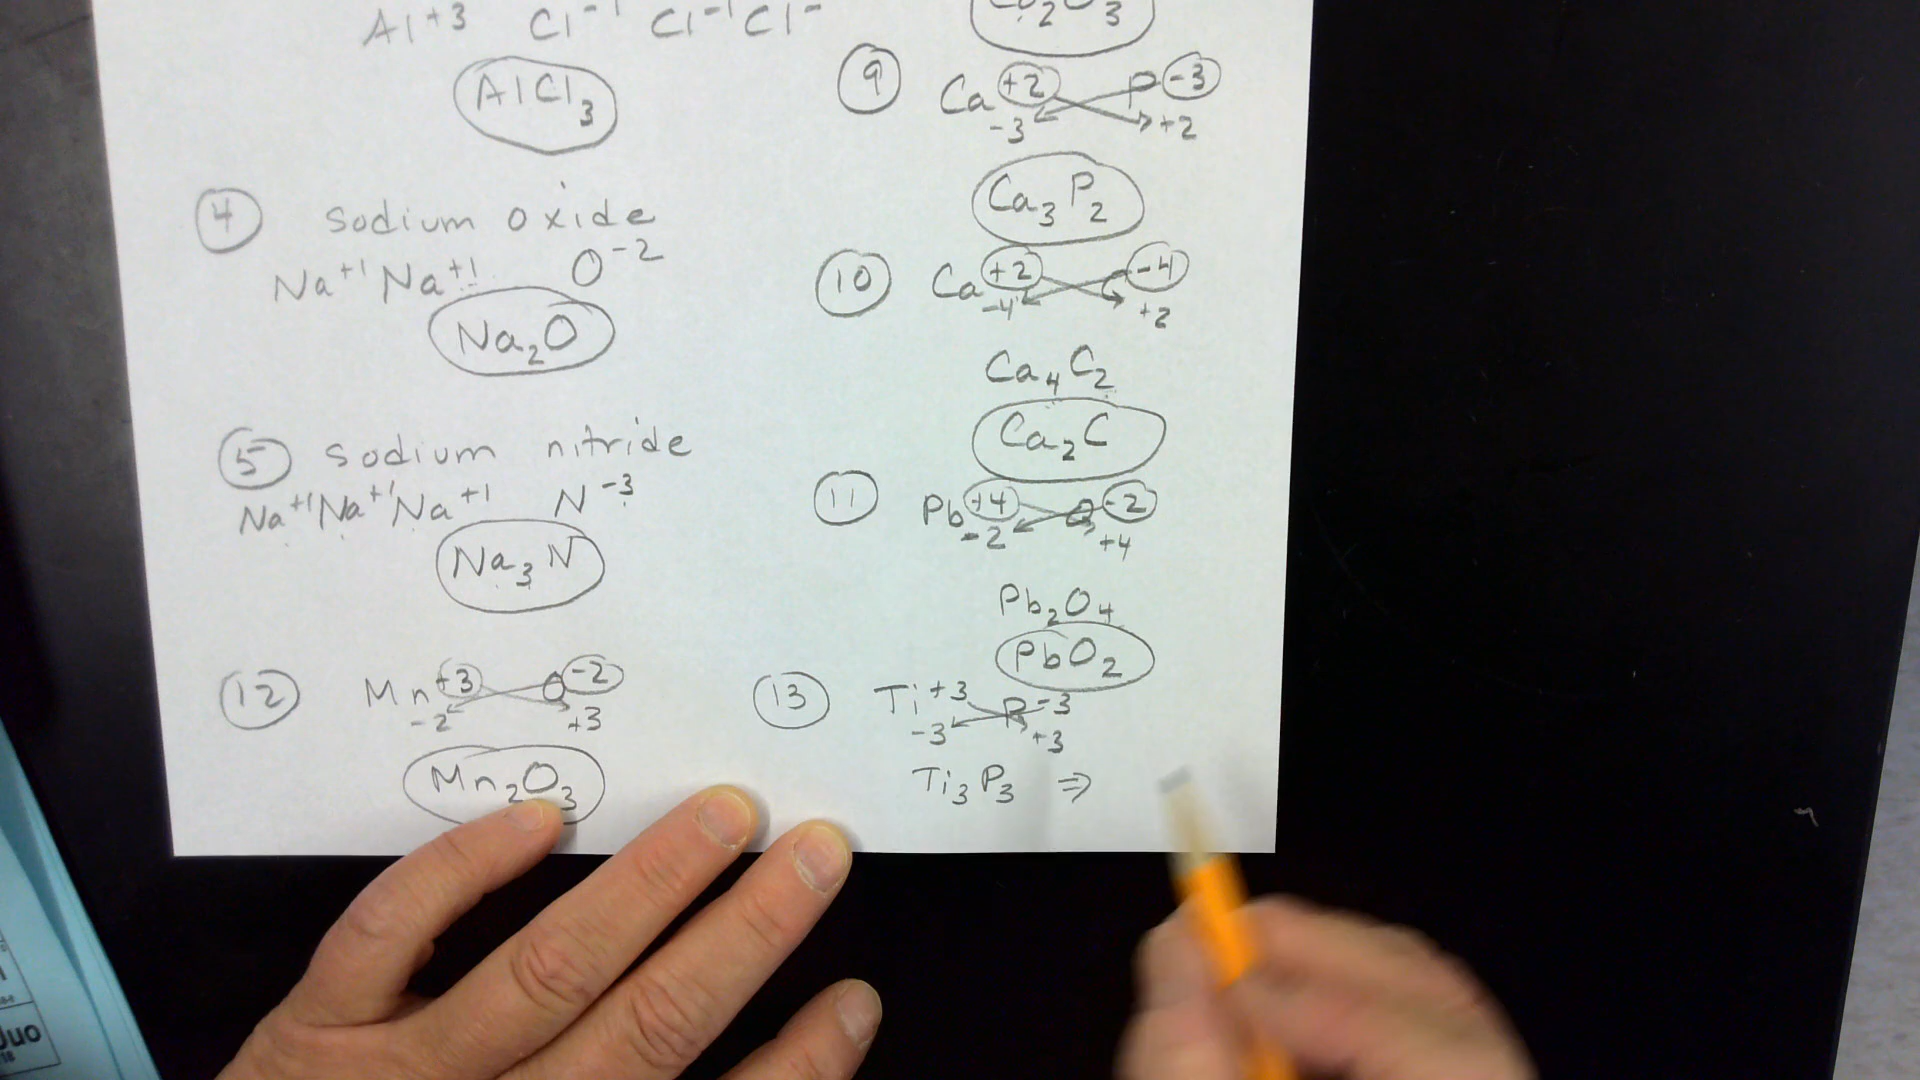 Al+3 Cl-1 Cl-1 Cl-
AlCl3
4 sodium oxide
Na+1 Na+1 O-2
Na2O
5 sodium nitride
Na+1 Na+1 Na+1 N-3
Na3N
12 Mn+3 O-2
-2 +3
Mn2O3
9 Ca+2 P-3
-3 +2
Ca3P2
10 Ca+2 C-4
-4 +2
Ca4C2
Ca2C
11 Pb+4 O-2
-2 +4
Pb2O4
PbO2
13 Ti+3 P-3
-3 +3
Ti3P3 ⇒